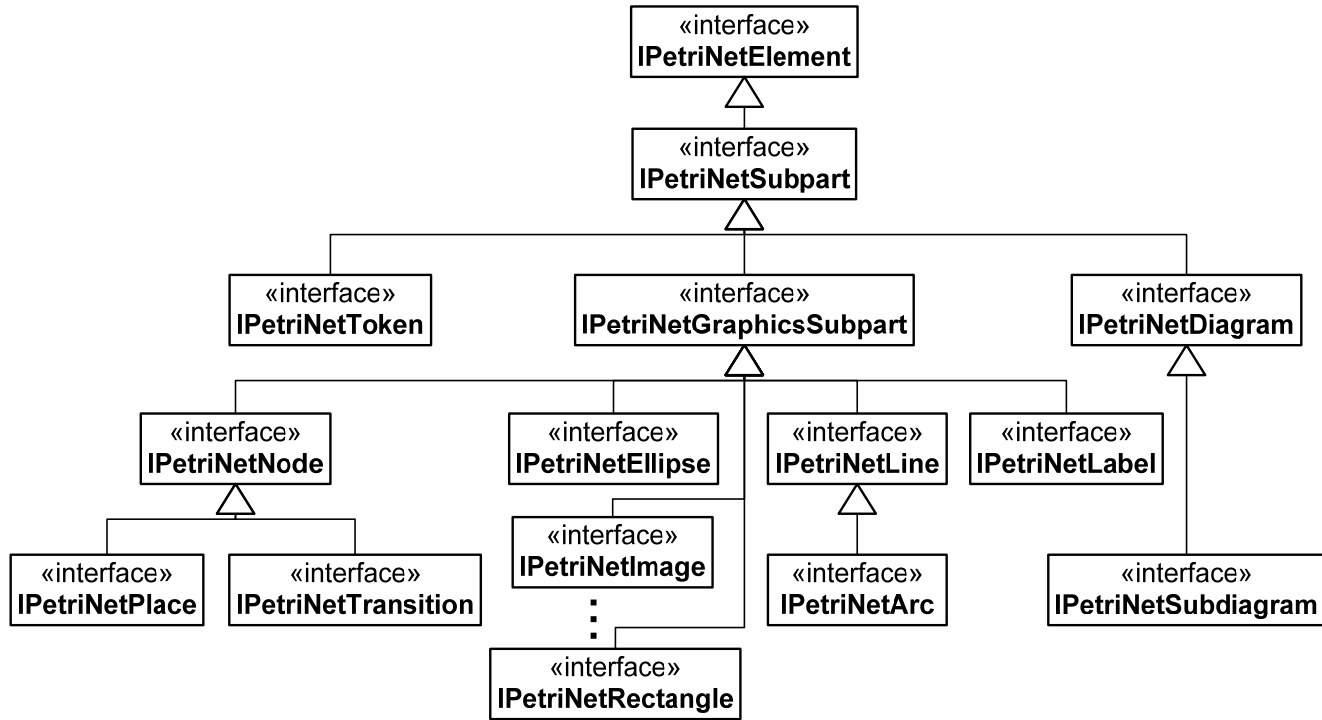 «interface»
IPetriNetElement
«interface»
IPetriNetSubpart
«interface»
IPetriNetToken
«interface»
IPetriNetGraphicsSubpart
«interface»
IPetriNetDiagram
«interface»
IPetriNetNode
«interface»
IPetriNetEllipse
«interface»
IPetriNetLine
«interface»
IPetriNetLabel
«interface»
IPetriNetImage
«interface»
IPetriNetPlace
«interface»
IPetriNetTransition
«interface»
IPetriNetArc
«interface»
IPetriNetSubdiagram
«interface»
IPetriNetRectangle